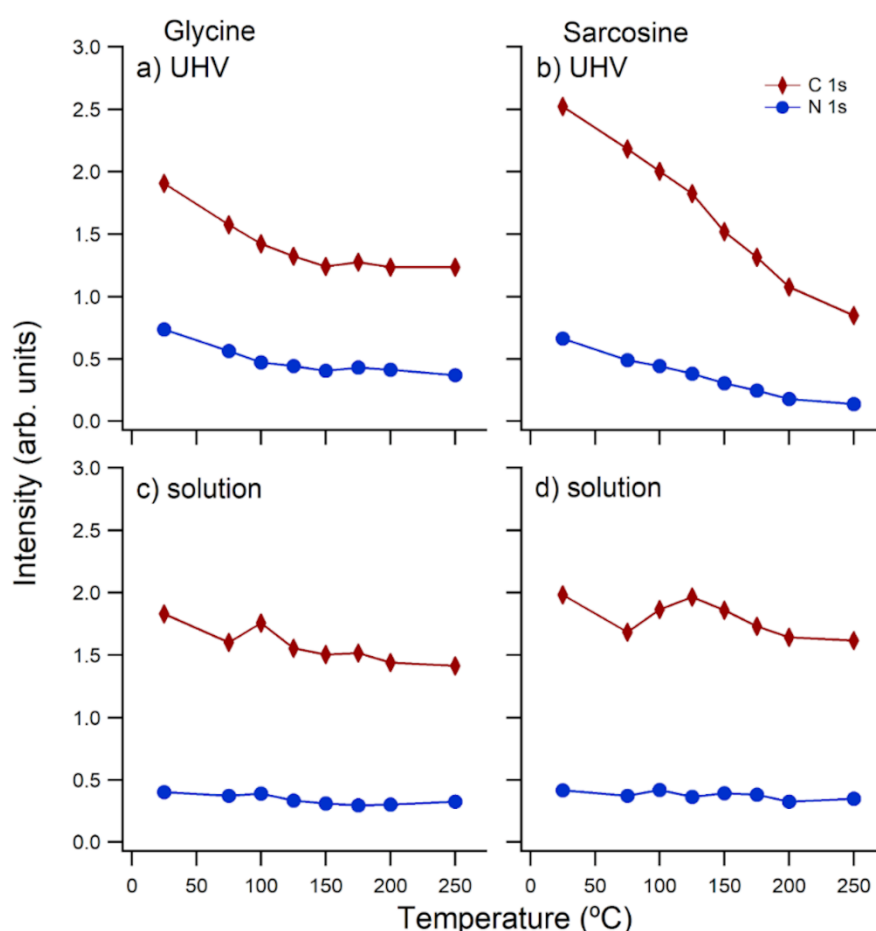 Glycine
Sarcosine
a) UHV
b) UHV
C 1s
N 1s
3.0
2.5
2.0
1.5
1.0
0.5
0.0
c) solution
d) solution
3.0
2.5
2.0
1.5
1.0
0.5
0.0
Intensity (arb. units)
0 50 100 150 200 250
0 50 100 150 200 250
Temperature (ºC)